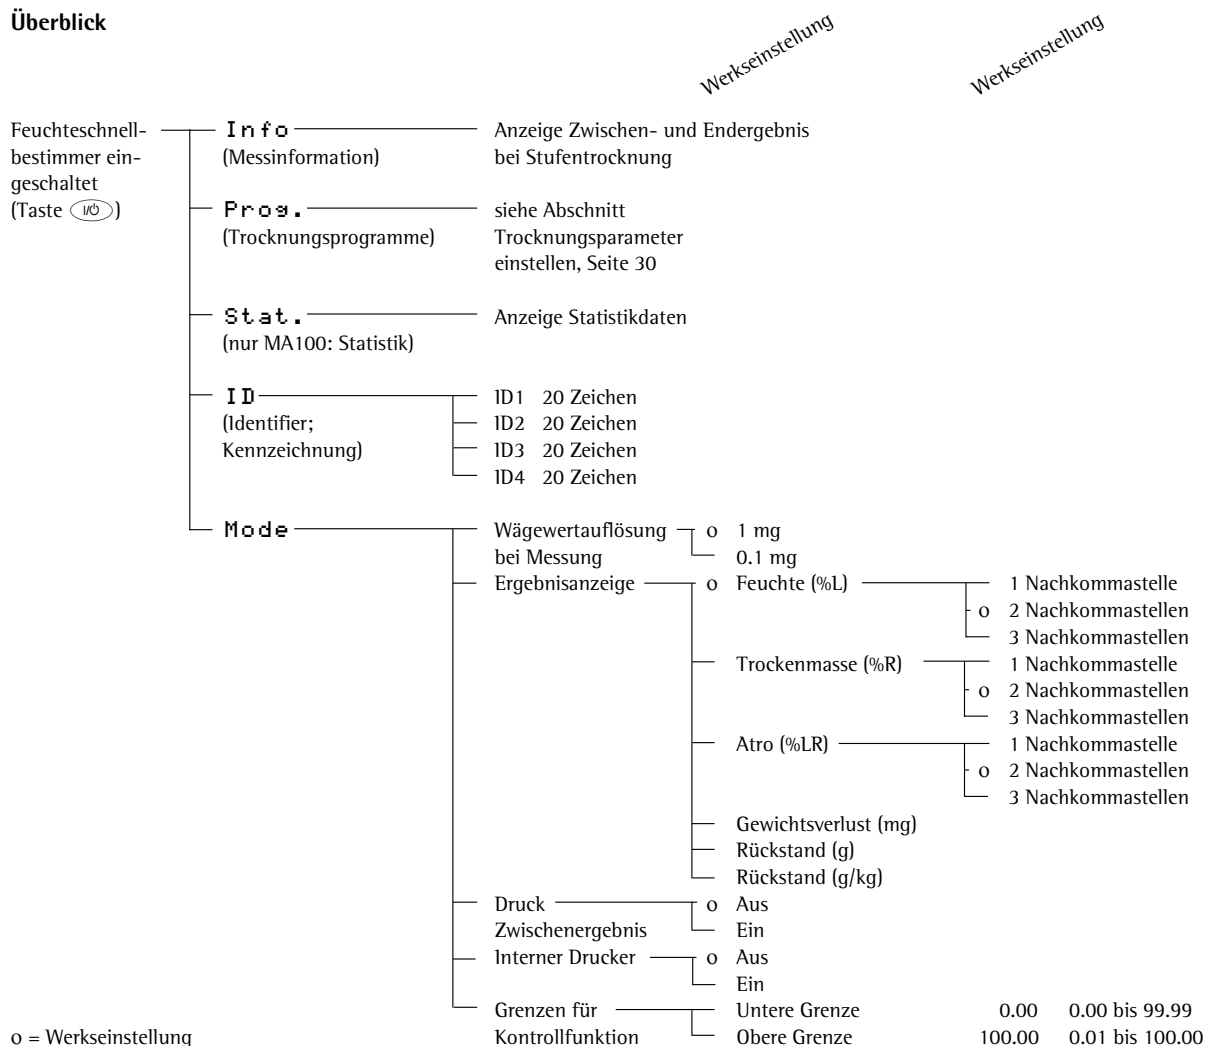 Überblick
Werkseinstellung
Werkseinstellung
Feuchteschnell-
bestimmer ein-
geschaltet
(Taste I/⏻)
Info
(Messinformation)
Anzeige Zwischen- und Endergebnis
bei Stufentrocknung
Prog.
(Trocknungsprogramme)
siehe Abschnitt
Trocknungsparameter
einstellen, Seite 30
Stat.
(nur MA100: Statistik)
Anzeige Statistikdaten
ID
(Identifier;
Kennzeichnung)
ID1 20 Zeichen
ID2 20 Zeichen
ID3 20 Zeichen
ID4 20 Zeichen
Mode
Wägewertauflösung
bei Messung
o 1 mg
0.1 mg
Ergebnisanzeige
o Feuchte (%L)
1 Nachkommastelle
o 2 Nachkommastellen
3 Nachkommastellen
Trockenmasse (%R)
1 Nachkommastelle
o 2 Nachkommastellen
3 Nachkommastellen
Atro (%LR)
1 Nachkommastelle
o 2 Nachkommastellen
3 Nachkommastellen
Gewichtsverlust (mg)
Rückstand (g)
Rückstand (g/kg)
Druck
Zwischenergebnis
o Aus
Ein
Interner Drucker
o Aus
Ein
Grenzen für
Kontrollfunktion
Untere Grenze 0.00 0.00 bis 99.99
Obere Grenze 100.00 0.01 bis 100.00
o = Werkseinstellung